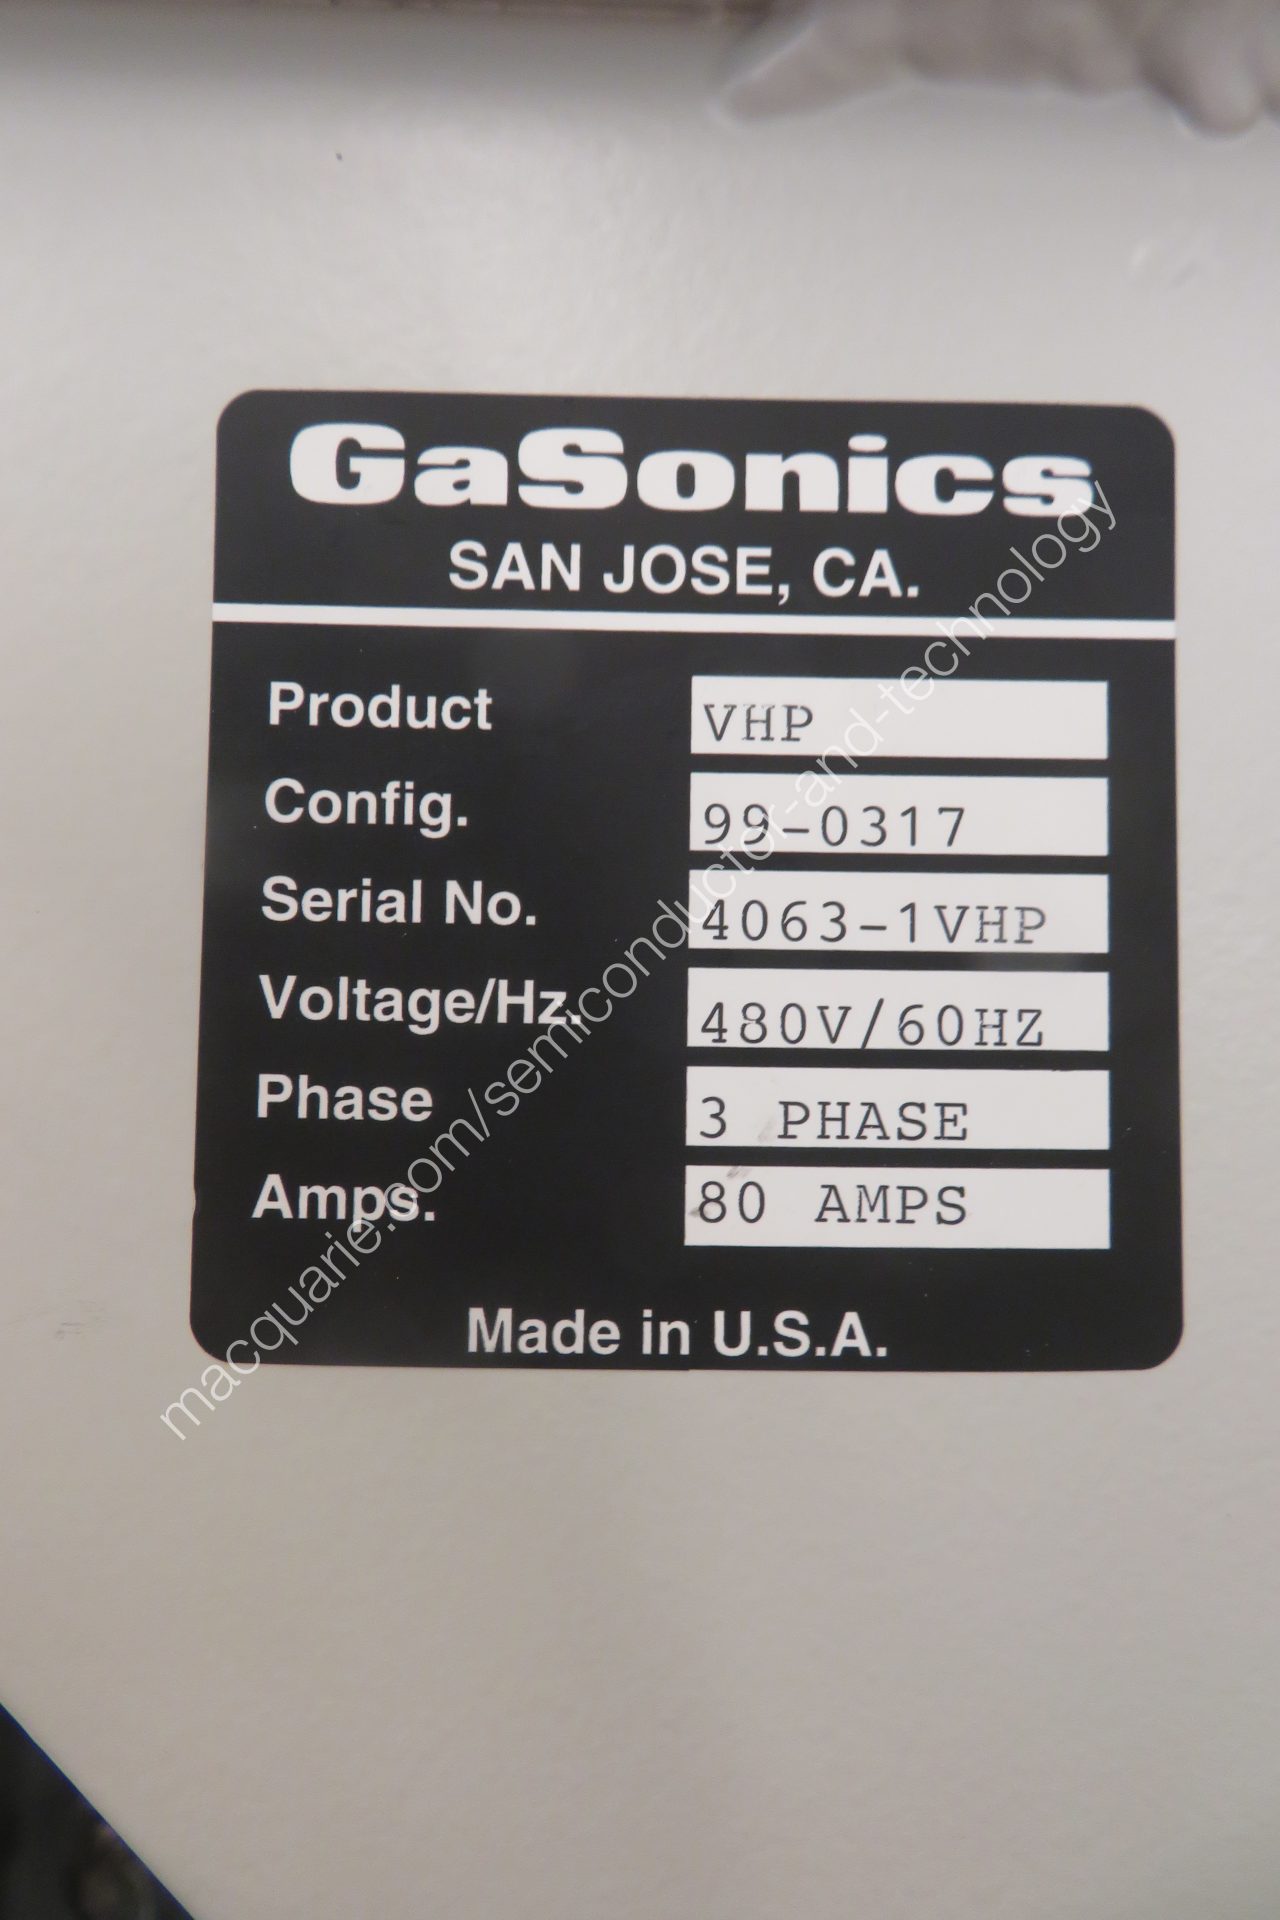 GaSonics
SAN JOSE, CA.
Product VHP
Config. 99-0317
Serial No. 4063-1VHP
Voltage/Hz. 480V/60HZ
Phase 3 PHASE
Amps. 80 AMPS
Made in U.S.A.
macquarie.com/semiconductor-and-technology